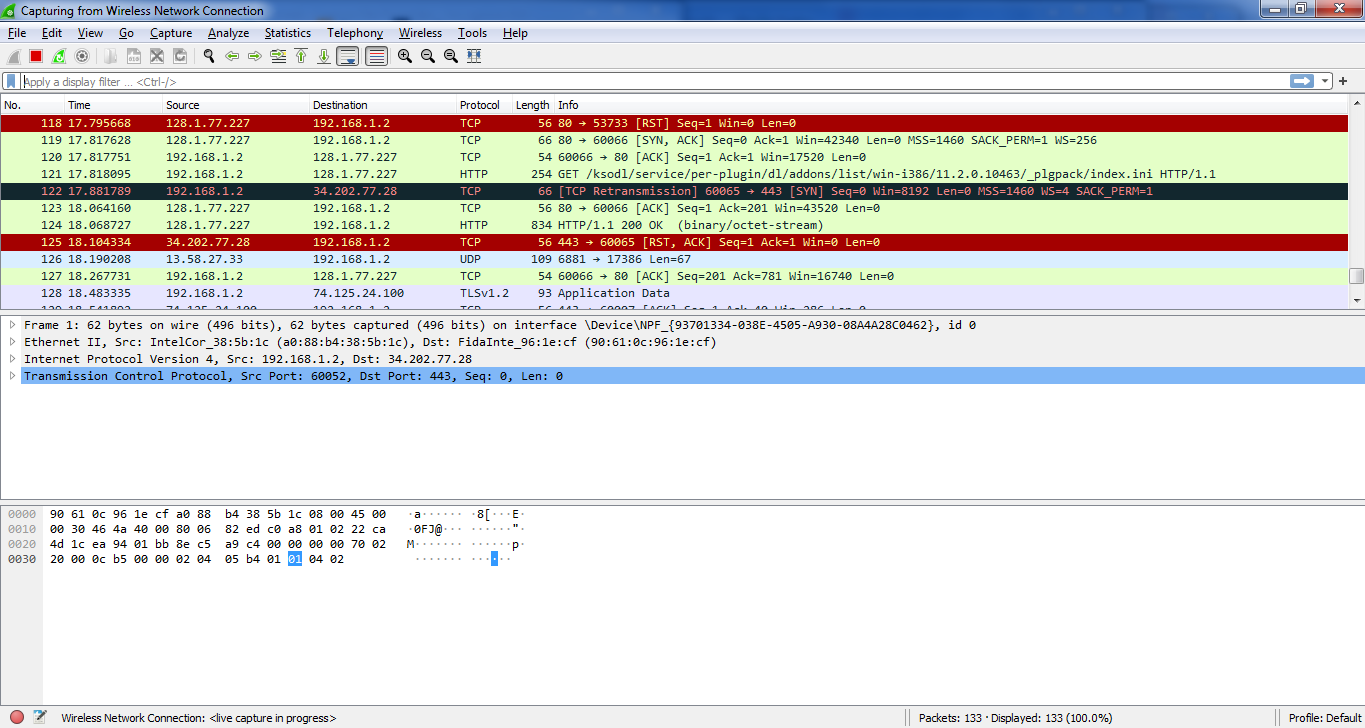 Capturing from Wireless Network Connection
File Edit View Go Capture Analyze Statistics Telephony Wireless Tools Help
Apply a display filter ... <Ctrl-/>
No. Time Source Destination Protocol Length Info
118 17.795668 128.1.77.227 192.168.1.2 TCP 56 80 → 53733 [RST] Seq=1 Win=0 Len=0
119 17.817628 128.1.77.227 192.168.1.2 TCP 66 80 → 60066 [SYN, ACK] Seq=0 Ack=1 Win=42340 Len=0 MSS=1460 SACK_PERM=1 WS=256
120 17.817751 192.168.1.2 128.1.77.227 TCP 54 60066 → 80 [ACK] Seq=1 Ack=1 Win=17520 Len=0
121 17.818095 192.168.1.2 128.1.77.227 HTTP 254 GET /ksodl/service/per-plugin/dl/addons/list/win-i386/11.2.0.10463/_plgpack/index.ini HTTP/1.1
122 17.881789 192.168.1.2 34.202.77.28 TCP 66 [TCP Retransmission] 60065 → 443 [SYN] Seq=0 Win=8192 Len=0 MSS=1460 WS=4 SACK_PERM=1
123 18.064160 128.1.77.227 192.168.1.2 TCP 56 80 → 60066 [ACK] Seq=1 Ack=201 Win=43520 Len=0
124 18.068727 128.1.77.227 192.168.1.2 HTTP 834 HTTP/1.1 200 OK (binary/octet-stream)
125 18.104334 34.202.77.28 192.168.1.2 TCP 56 443 → 60065 [RST, ACK] Seq=1 Ack=1 Win=0 Len=0
126 18.190208 13.58.27.33 192.168.1.2 UDP 109 6881 → 17386 Len=67
127 18.267731 192.168.1.2 128.1.77.227 TCP 54 60066 → 80 [ACK] Seq=201 Ack=781 Win=16740 Len=0
128 18.483335 192.168.1.2 74.125.24.100 TLSv1.2 93 Application Data
Frame 1: 62 bytes on wire (496 bits), 62 bytes captured (496 bits) on interface \Device\NPF_{93701334-038E-4505-A930-08A4A28C0462}, id 0
Ethernet II, Src: IntelCor_38:5b:1c (a0:88:b4:38:5b:1c), Dst: FidaInte_96:1e:cf (90:61:0c:96:1e:cf)
Internet Protocol Version 4, Src: 192.168.1.2, Dst: 34.202.77.28
Transmission Control Protocol, Src Port: 60052, Dst Port: 443, Seq: 0, Len: 0
0000 90 61 0c 96 1e cf a0 88 b4 38 5b 1c 08 00 45 00 ·a······ ·8[···E·
0010 00 30 46 4a 40 00 80 06 82 ed c0 a8 01 02 22 ca ·0FJ@··· ······"·
0020 4d 1c ea 94 01 bb 8e c5 a9 c4 00 00 00 00 70 02 M······· ······p·
0030 20 00 0c b5 00 00 02 04 05 b4 01 01 04 02 ······· ······
Wireless Network Connection: <live capture in progress>
Packets: 133 · Displayed: 133 (100.0%)
Profile: Default